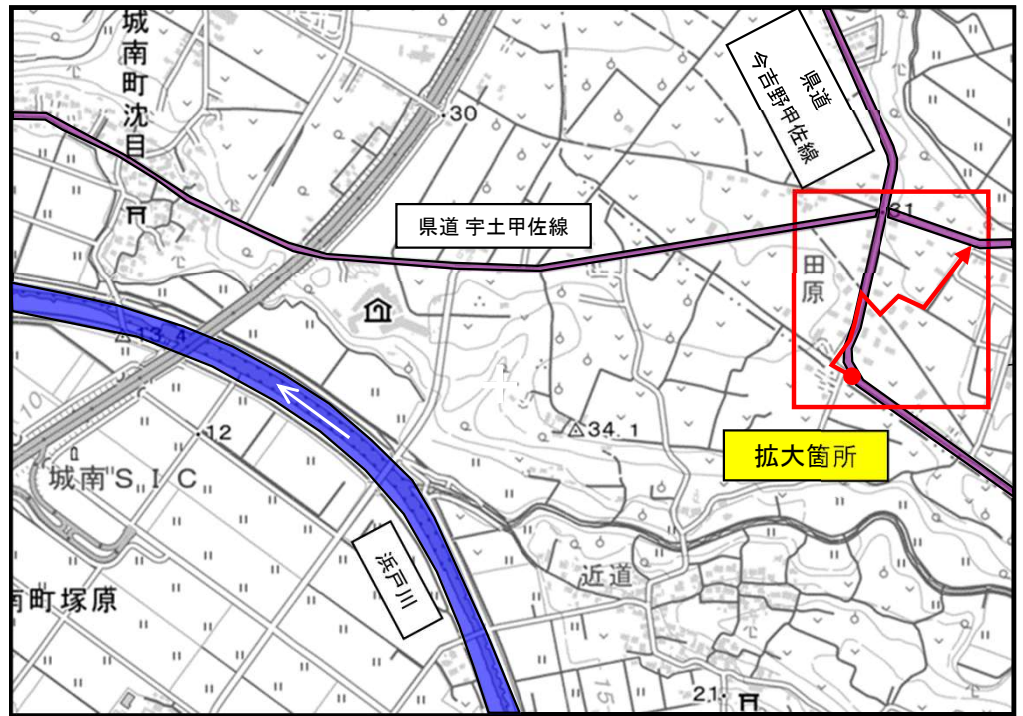 城南町沈目
30
県道
今吉野甲佐線
県道 宇土甲佐線
31
田原
13.4
10
12
34.1
拡大箇所
城南SIC
浜戸川
近道
町塚原
15
21